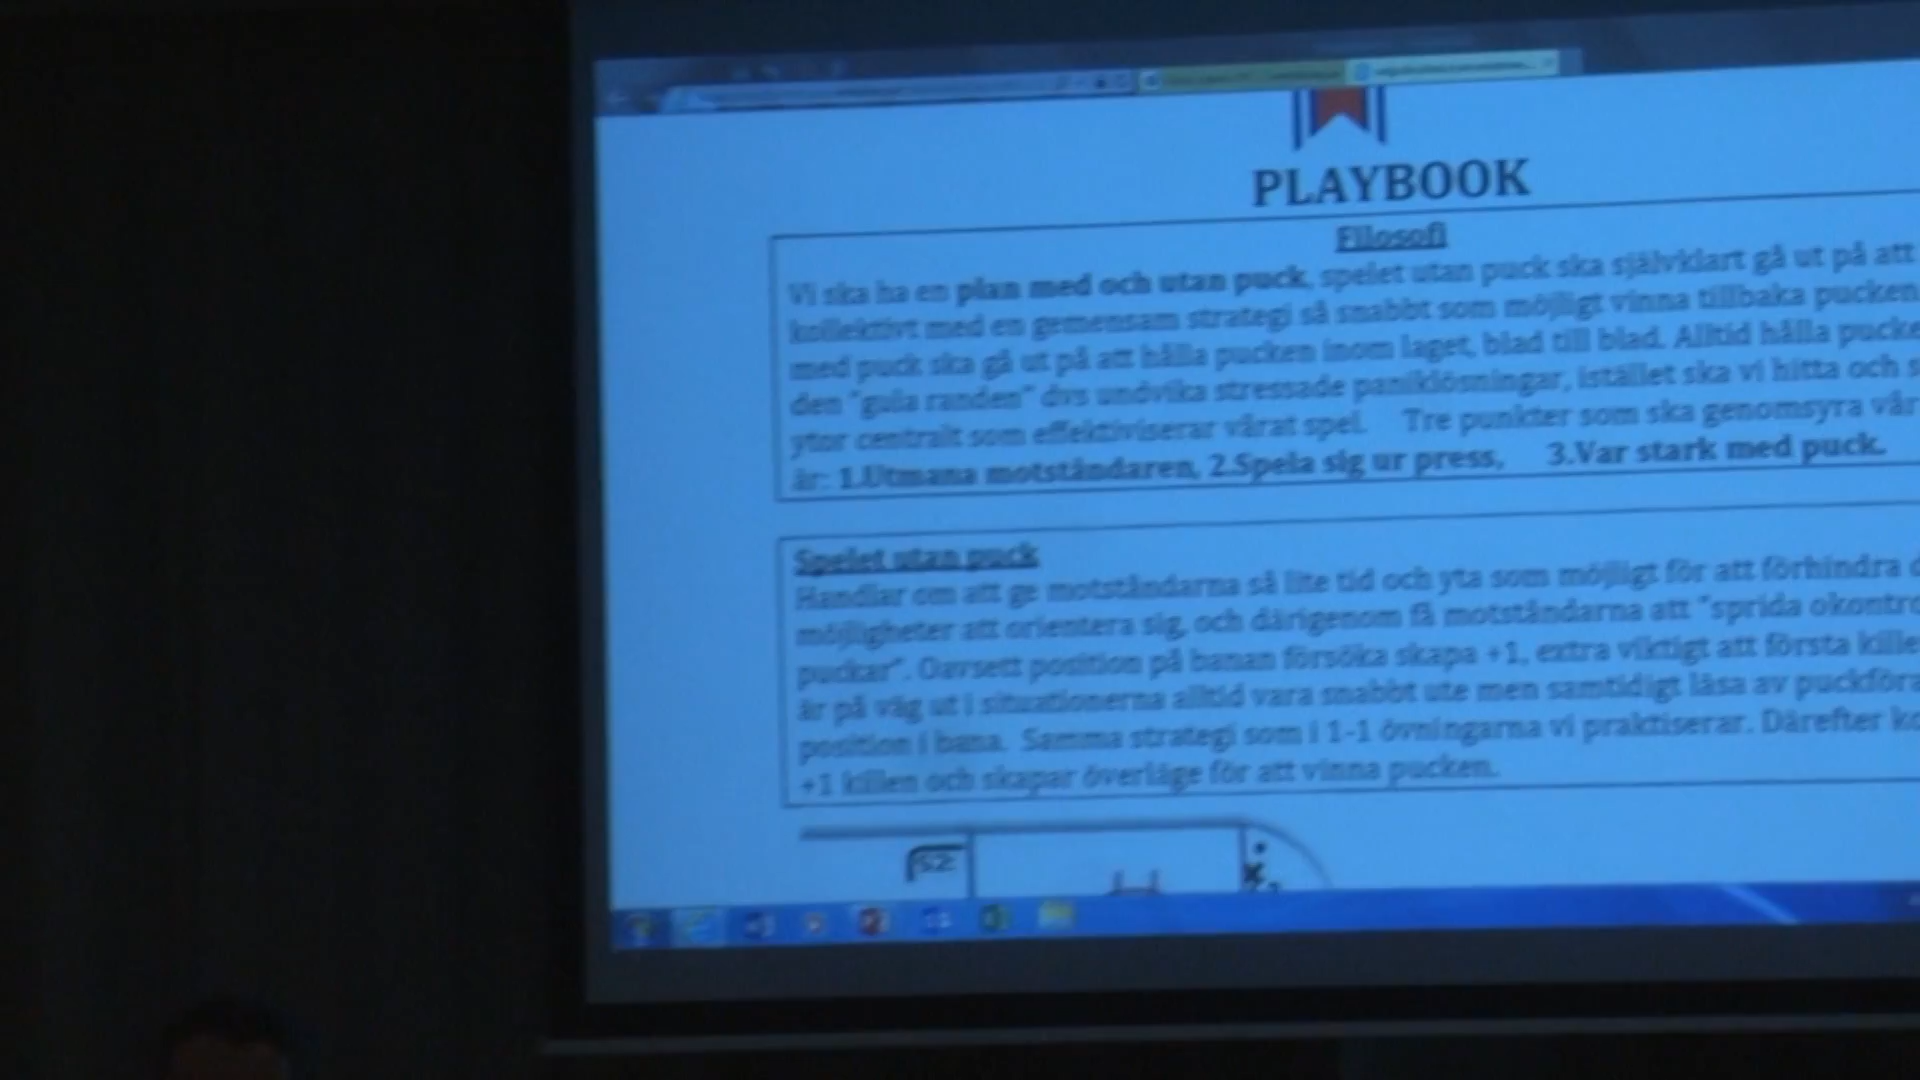 PLAYBOOK
Filosofi
Vi ska ha en plan med och utan puck, spelet utan puck ska självklart gå ut på att
kollektivt med en gemensam strategi så snabbt som möjligt vinna tillbaka pucken
med puck ska gå ut på att hålla pucken inom laget, blad till blad. Alltid hålla
den "gula randen" dvs undvika stressade paniklösningar, istället ska vi hitta och
ytor centralt som effektiviserar vårat spel. Tre punkter som ska genomsyra vår
är: 1.Utmana motståndaren, 2.Spela sig ur press, 3.Var stark med puck.
Spelet utan puck
Handlar om att ge motståndarna så lite tid och yta som möjligt för att förhindra
möjligheter att orientera sig, och därigenom få motståndarna att "sprida
puckar". Oavsett position på banan försöka skapa +1, extra viktigt att första
är på väg ut i situationerna alltid vara snabbt ute men samtidigt läsa av
position i bana. Samma strategi som i 1-1 övningarna vi praktiserar. Därefter
+1 killen och skapar överläge för att vinna pucken.
X